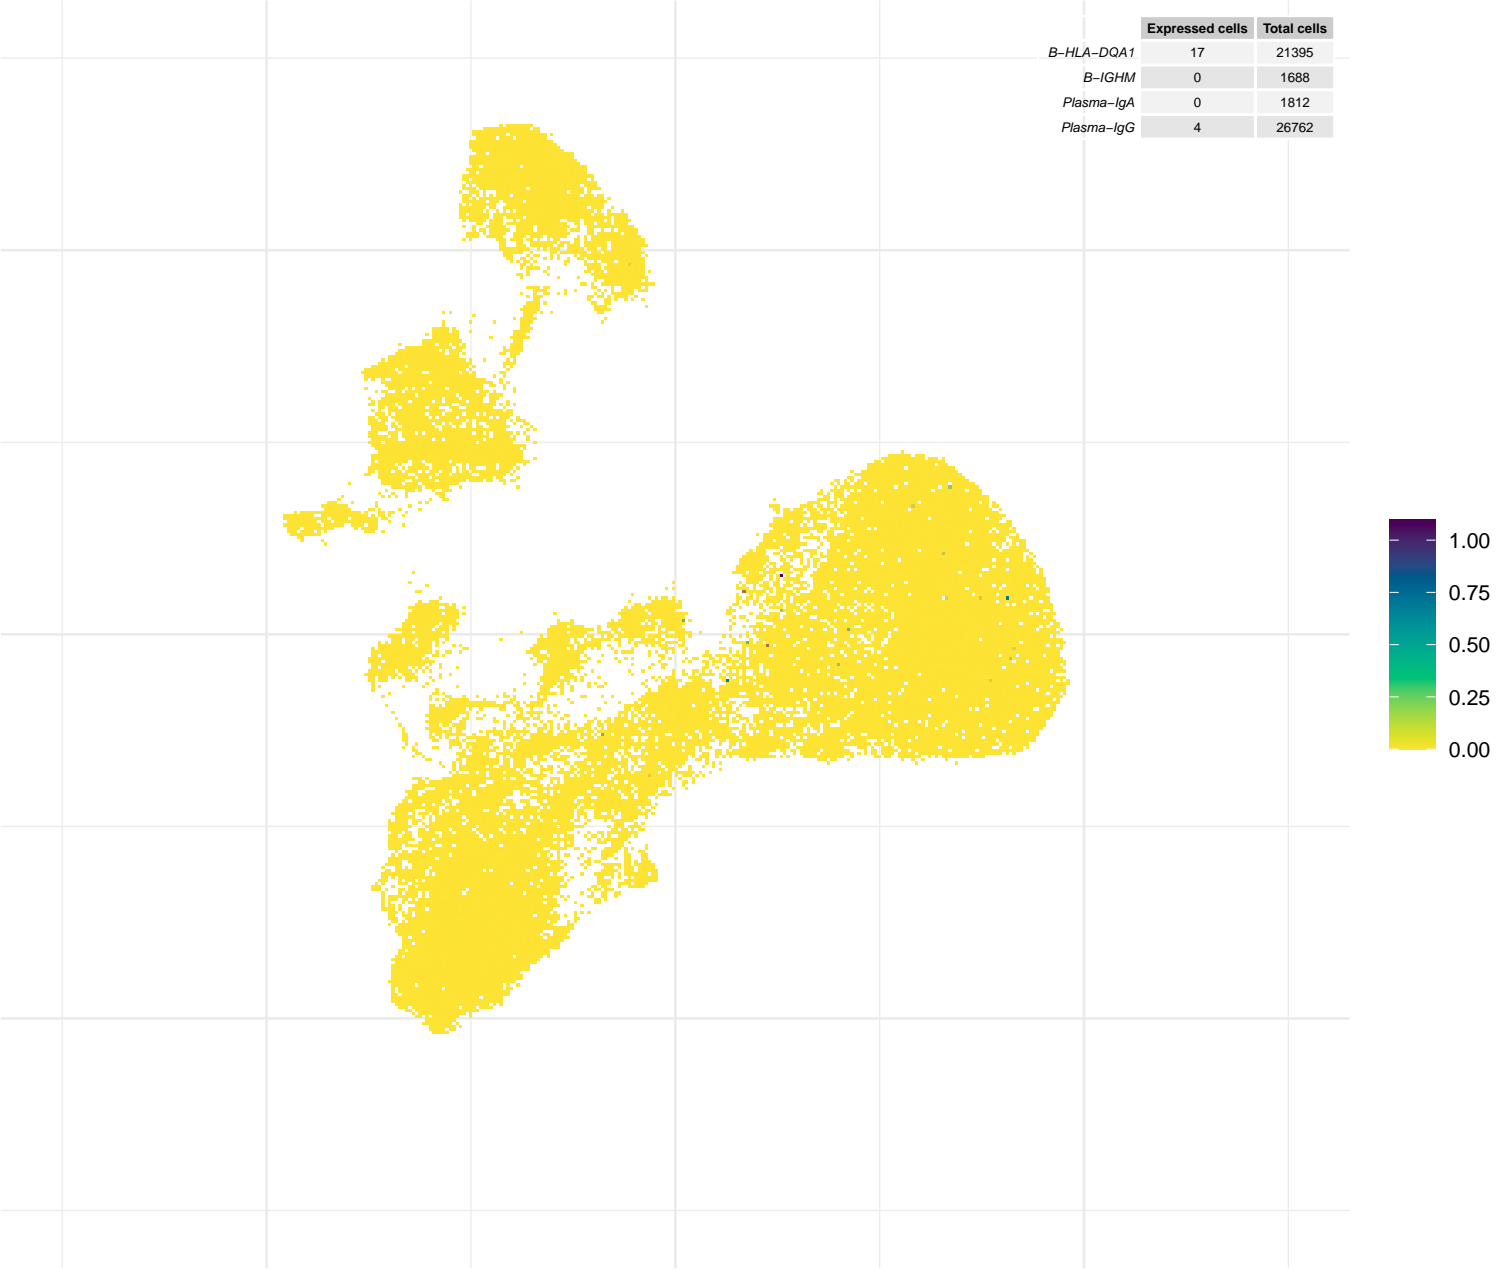 Expressed cells Total cells
B−HLA−DQA1 17 21395
B−IGHM 0 1688
Plasma−IgA 0 1812
Plasma−IgG 4 26762
1.00
0.75
0.50
0.25
0.00